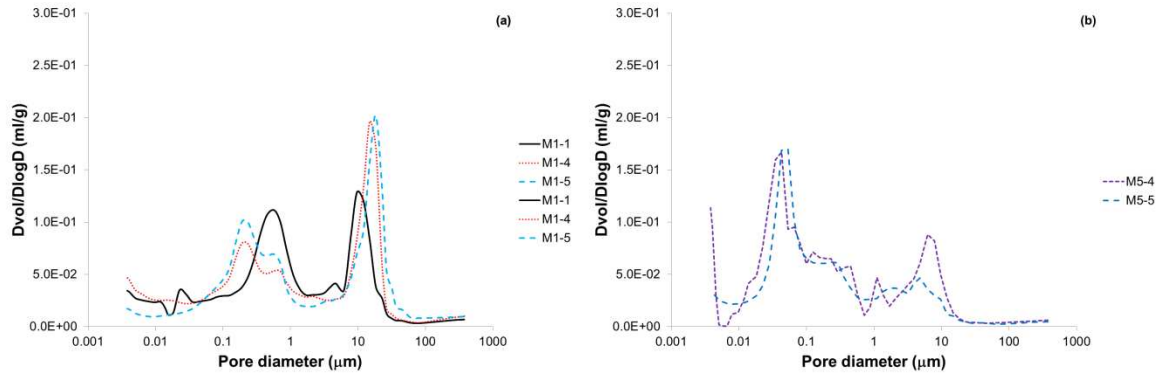 (a)
Dvol/DlogD (ml/g)
3.0E-01
2.5E-01
2.0E-01
1.5E-01
1.0E-01
5.0E-02
0.0E+00
0.001
0.01
0.1
1
10
100
1000
Pore diameter (µm)
M1-1
M1-4
M1-5
M1-1
M1-4
M1-5
(b)
Dvol/DlogD (ml/g)
3.0E-01
2.5E-01
2.0E-01
1.5E-01
1.0E-01
5.0E-02
0.0E+00
0.001
0.01
0.1
1
10
100
1000
Pore diameter (µm)
M5-4
M5-5